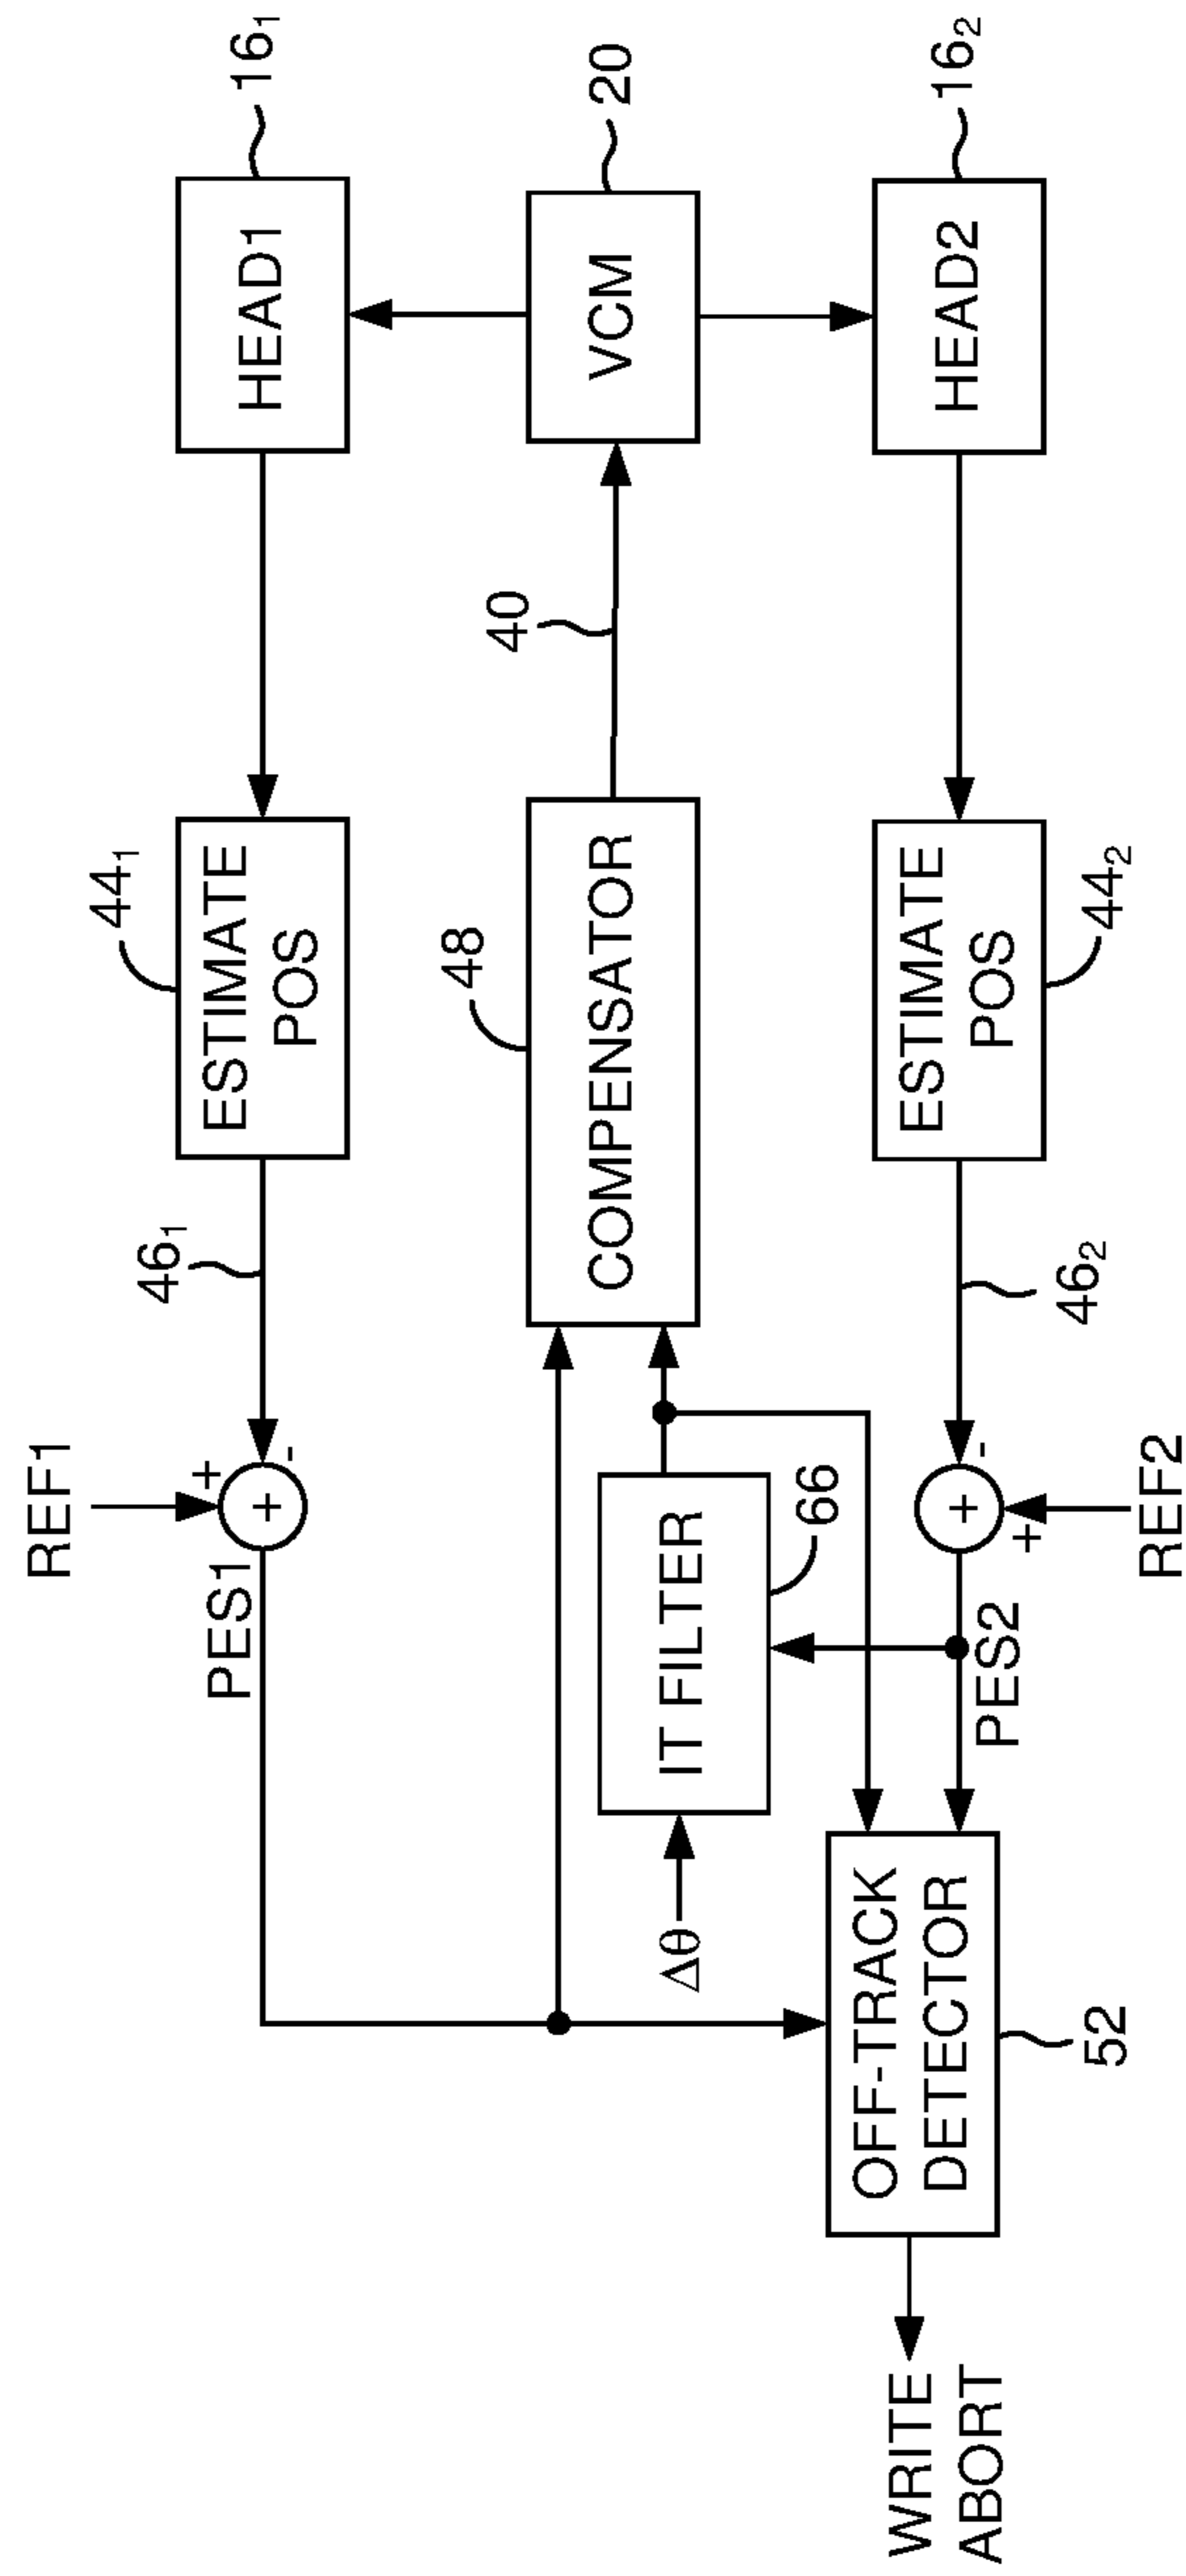 REF1
16₁
44₁
46₁
+
-
+
HEAD1
ESTIMATE
POS
PES1
20
40
48
VCM
COMPENSATOR
IT FILTER
Δθ
66
16₂
HEAD2
ESTIMATE
POS
44₂
46₂
-
+
+
PES2
REF2
OFF-TRACK
DETECTOR
52
WRITE
ABORT